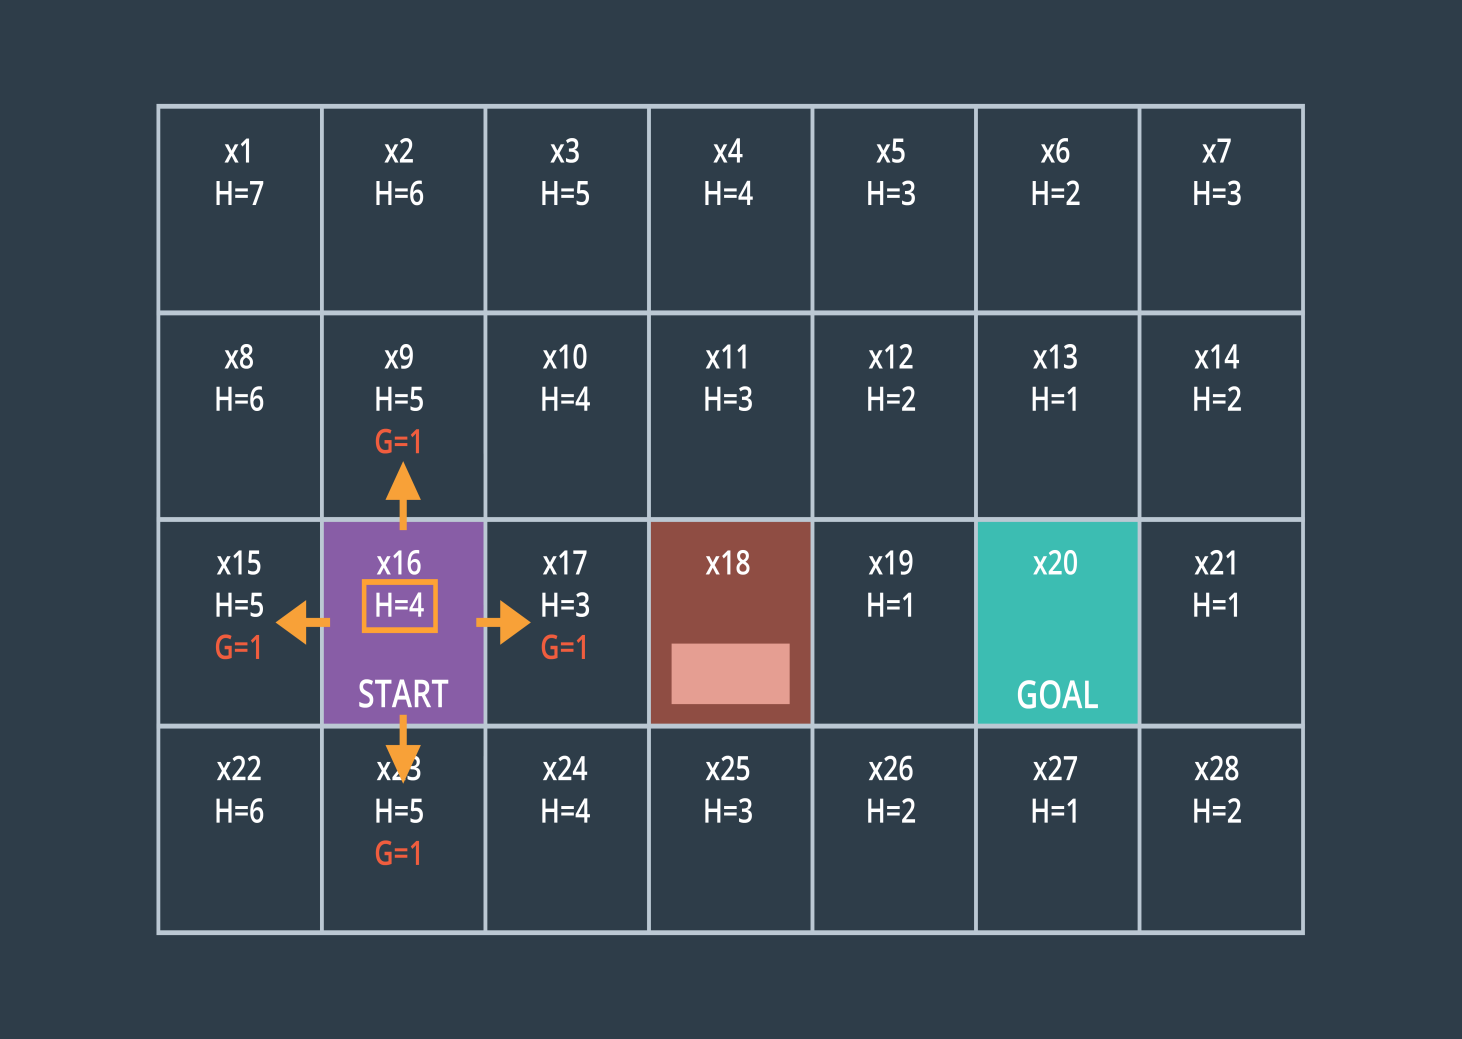 x1
H=7
x2
H=6
x3
H=5
x4
H=4
x5
H=3
x6
H=2
x7
H=3
x8
H=6
x9
H=5
G=1
x10
H=4
x11
H=3
x12
H=2
x13
H=1
x14
H=2
x15
H=5
G=1
x16
H=4
START
x17
H=3
G=1
x18
x19
H=1
x20
GOAL
x21
H=1
x22
H=6
x23
H=5
G=1
x24
H=4
x25
H=3
x26
H=2
x27
H=1
x28
H=2